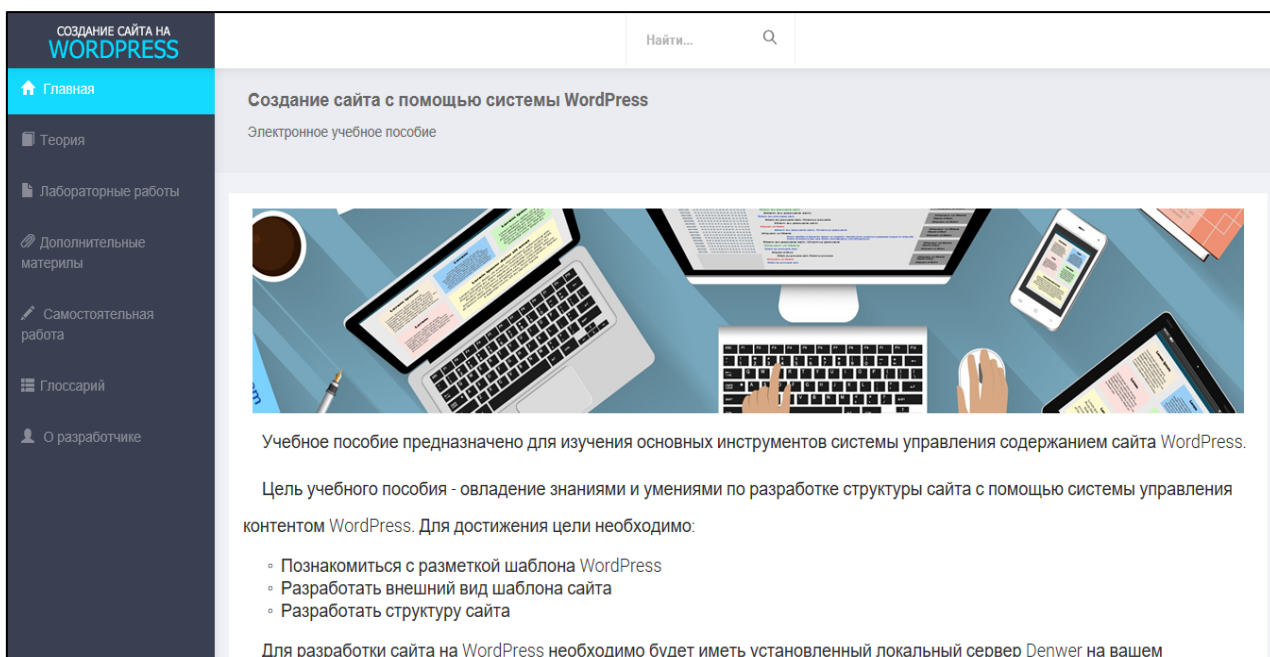 СОЗДАНИЕ САЙТА НА
WORDPRESS
Найти...
Главная
Теория
Лабораторные работы
Дополнительные
материлы
Самостоятельная
работа
Глоссарий
О разработчике
Создание сайта с помощью системы WordPress
Электронное учебное пособие
Учебное пособие предназначено для изучения основных инструментов системы управления содержанием сайта WordPress.
Цель учебного пособия - овладение знаниями и умениями по разработке структуры сайта с помощью системы управления
контентом WordPress. Для достижения цели необходимо:
Познакомиться с разметкой шаблона WordPress
Разработать внешний вид шаблона сайта
Разработать структуру сайта
Для разработки сайта на WordPress необходимо будет иметь установленный локальный сервер Denwer на вашем